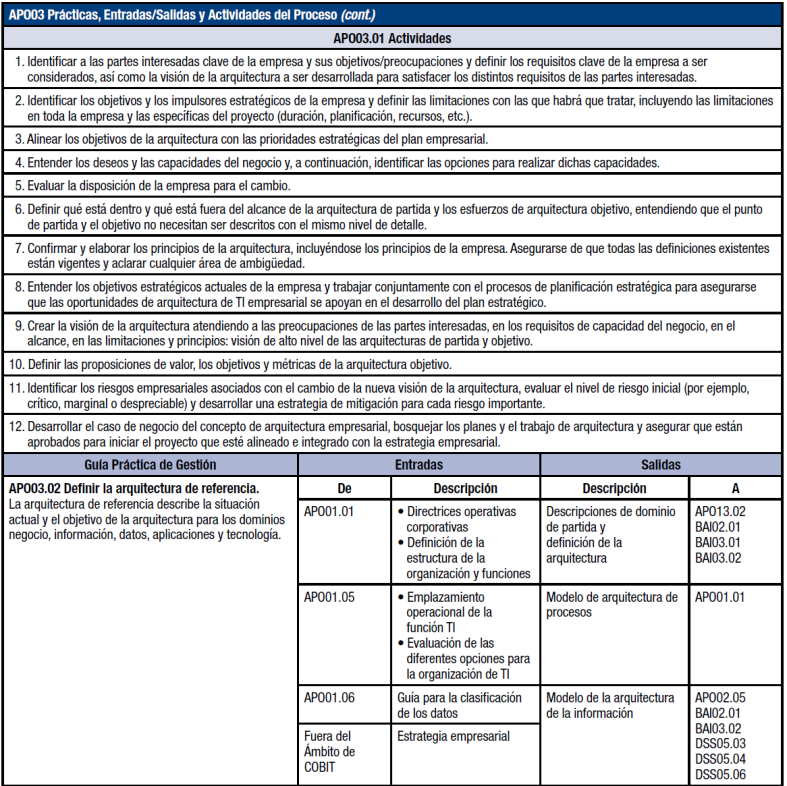 APO03 Prácticas, Entradas/Salidas y Actividades del Proceso (cont.)
APO03.01 Actividades
1. Identificar a las partes interesadas clave de la empresa y sus objetivos/preocupaciones y definir los requisitos clave de la empresa a ser
considerados, así como la visión de la arquitectura a ser desarrollada para satisfacer los distintos requisitos de las partes interesadas.
2. Identificar los objetivos y los impulsores estratégicos de la empresa y definir las limitaciones con las que habrá que tratar, incluyendo las limitaciones
en toda la empresa y las específicas del proyecto (duración, planificación, recursos, etc.).
3. Alinear los objetivos de la arquitectura con las prioridades estratégicas del plan empresarial.
4. Entender los deseos y las capacidades del negocio y, a continuación, identificar las opciones para realizar dichas capacidades.
5. Evaluar la disposición de la empresa para el cambio.
6. Definir qué está dentro y qué está fuera del alcance de la arquitectura de partida y los esfuerzos de arquitectura objetivo, entendiendo que el punto
de partida y el objetivo no necesitan ser descritos con el mismo nivel de detalle.
7. Confirmar y elaborar los principios de la arquitectura, incluyéndose los principios de la empresa. Asegurarse de que todas las definiciones existentes
están vigentes y aclarar cualquier área de ambigüedad.
8. Entender los objetivos estratégicos actuales de la empresa y trabajar conjuntamente con el procesos de planificación estratégica para asegurarse
que las oportunidades de arquitectura de TI empresarial se apoyan en el desarrollo del plan estratégico.
9. Crear la visión de la arquitectura atendiendo a las preocupaciones de las partes interesadas, en los requisitos de capacidad del negocio, en el
alcance, en las limitaciones y principios: visión de alto nivel de las arquitecturas de partida y objetivo.
10. Definir las proposiciones de valor, los objetivos y métricas de la arquitectura objetivo.
11. Identificar los riesgos empresariales asociados con el cambio de la nueva visión de la arquitectura, evaluar el nivel de riesgo inicial (por ejemplo,
crítico, marginal o despreciable) y desarrollar una estrategia de mitigación para cada riesgo importante.
12. Desarrollar el caso de negocio del concepto de arquitectura empresarial, bosquejar los planes y el trabajo de arquitectura y asegurar que están
aprobados para iniciar el proyecto que esté alineado e integrado con la estrategia empresarial.
Guía Práctica de Gestión
Entradas
Salidas
APO03.02 Definir la arquitectura de referencia.
La arquitectura de referencia describe la situación
actual y el objetivo de la arquitectura para los dominios
negocio, información, datos, aplicaciones y tecnología.
De
Descripción
Descripción
A
APO01.01
• Directrices operativas
corporativas
• Definición de la
estructura de la
organización y funciones
Descripciones de dominio
de partida y
definición de la
arquitectura
APO13.02
BAI02.01
BAI03.01
BAI03.02
APO01.05
• Emplazamiento
operacional de la
función TI
• Evaluación de las
diferentes opciones para
la organización de TI
Modelo de arquitectura de
procesos
APO01.01
APO01.06
Guía para la clasificación
de los datos
Modelo de la arquitectura
de la información
APO02.05
BAI02.01
BAI03.02
DSS05.03
DSS05.04
DSS05.06
Fuera del
Ámbito de
COBIT
Estrategia empresarial